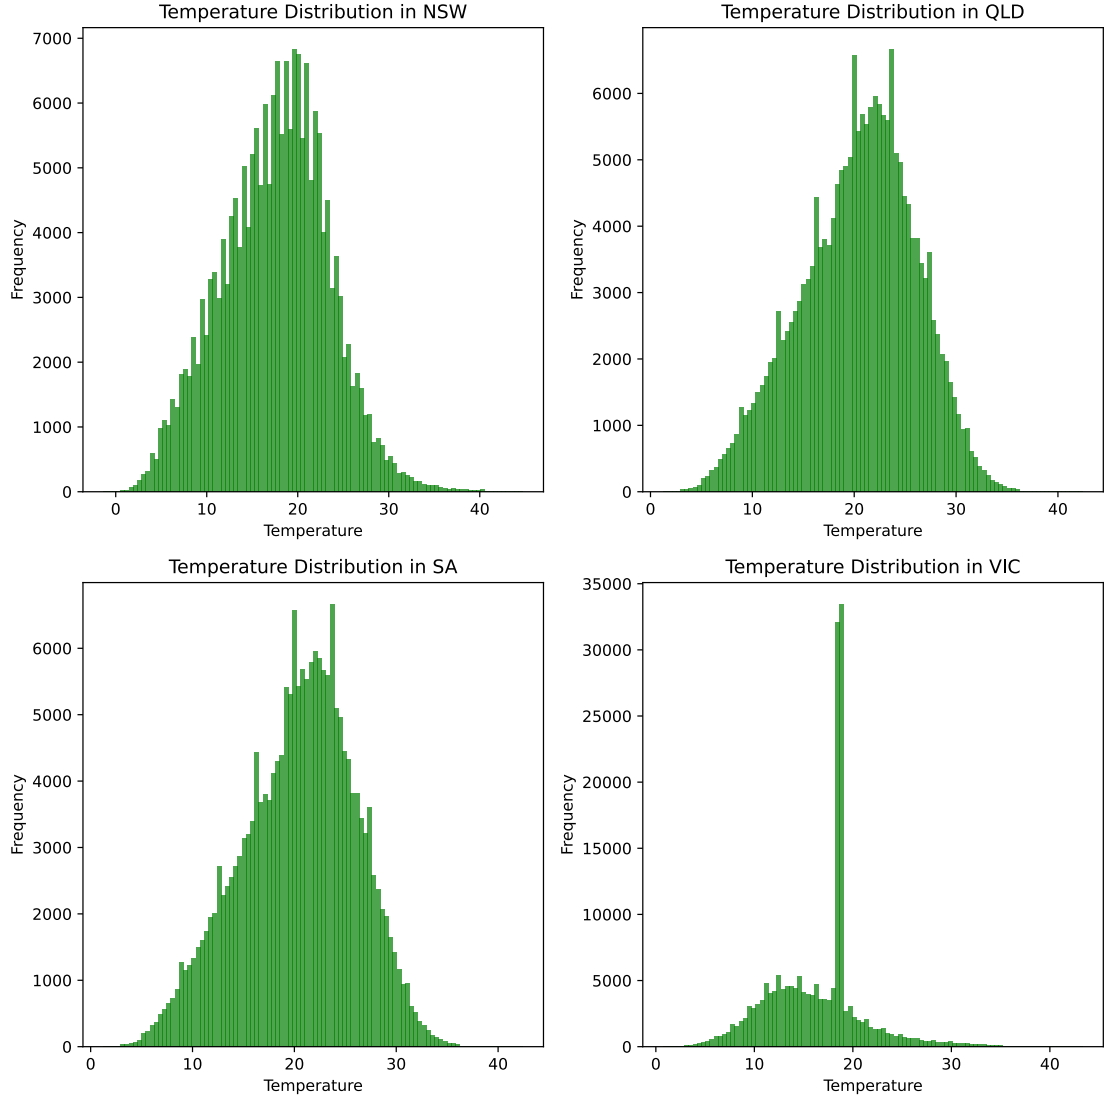 Temperature Distribution in NSW
7000
6000
5000
4000
3000
2000
1000
0
Frequency
0 10 20 30 40
Temperature
Temperature Distribution in QLD
6000
5000
4000
3000
2000
1000
0
Frequency
0 10 20 30 40
Temperature
Temperature Distribution in SA
6000
5000
4000
3000
2000
1000
0
Frequency
0 10 20 30 40
Temperature
Temperature Distribution in VIC
35000
30000
25000
20000
15000
10000
5000
0
Frequency
0 10 20 30 40
Temperature